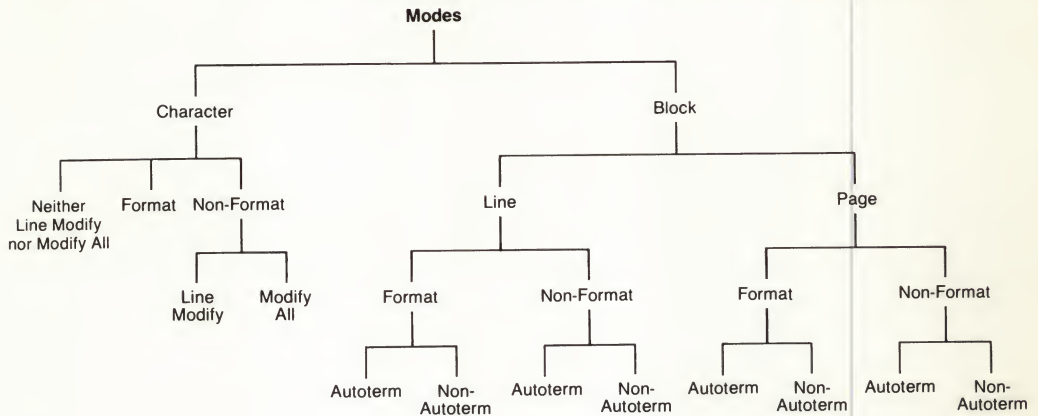 Modes
Character
Block
Neither
Line Modify
nor Modify All
Format
Non-Format
Line
Page
Line
Modify
Modify
All
Format
Non-Format
Format
Non-Format
Autoterm
Non-
Autoterm
Autoterm
Non-
Autoterm
Autoterm
Non-
Autoterm
Autoterm
Non-
Autoterm